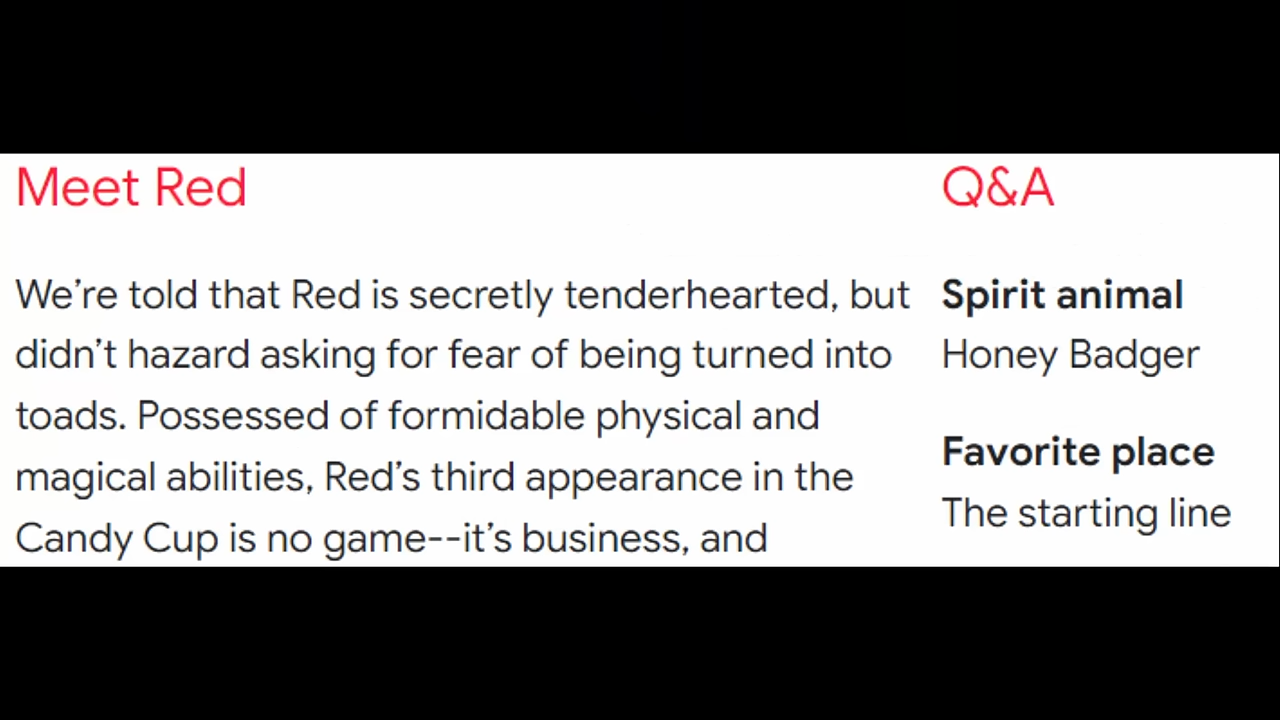 Meet Red
We’re told that Red is secretly tenderhearted, but
didn’t hazard asking for fear of being turned into
toads. Possessed of formidable physical and
magical abilities, Red’s third appearance in the
Candy Cup is no game--it’s business, and
Q&A
Spirit animal
Honey Badger
Favorite place
The starting line